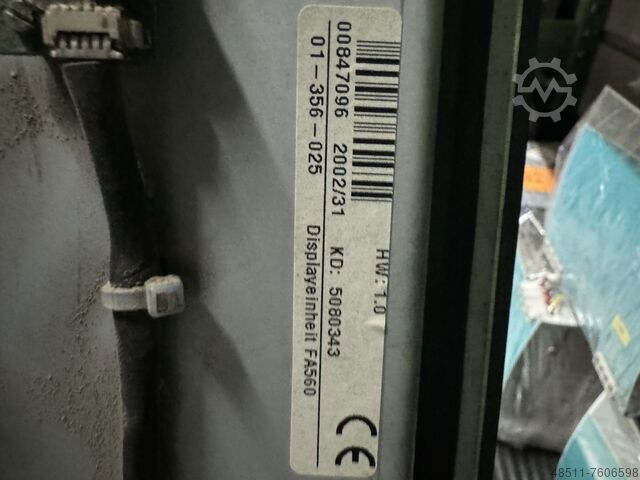 HW: 1.0
00847096 2002/31 KD: 5080343
01-356-025 Displayeinheit FA560
CE
48511-7606598